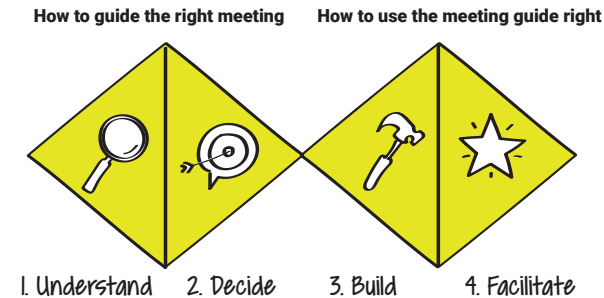 How to guide the right meeting
How to use the meeting guide right
1. Understand
2. Decide
3. Build
4. Facilitate